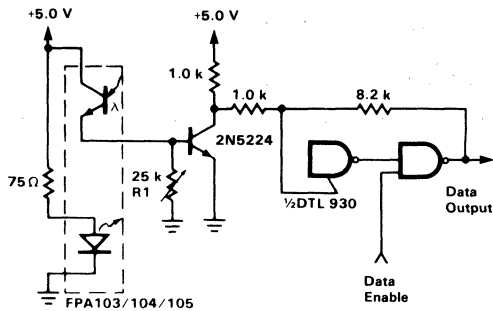 +5.0 V
+5.0 V
1.0 k
1.0 k
8.2 k
λ
2N5224
75 Ω
25 k
R1
½DTL 930
Data
Output
Data
Enable
FPA103/104/105